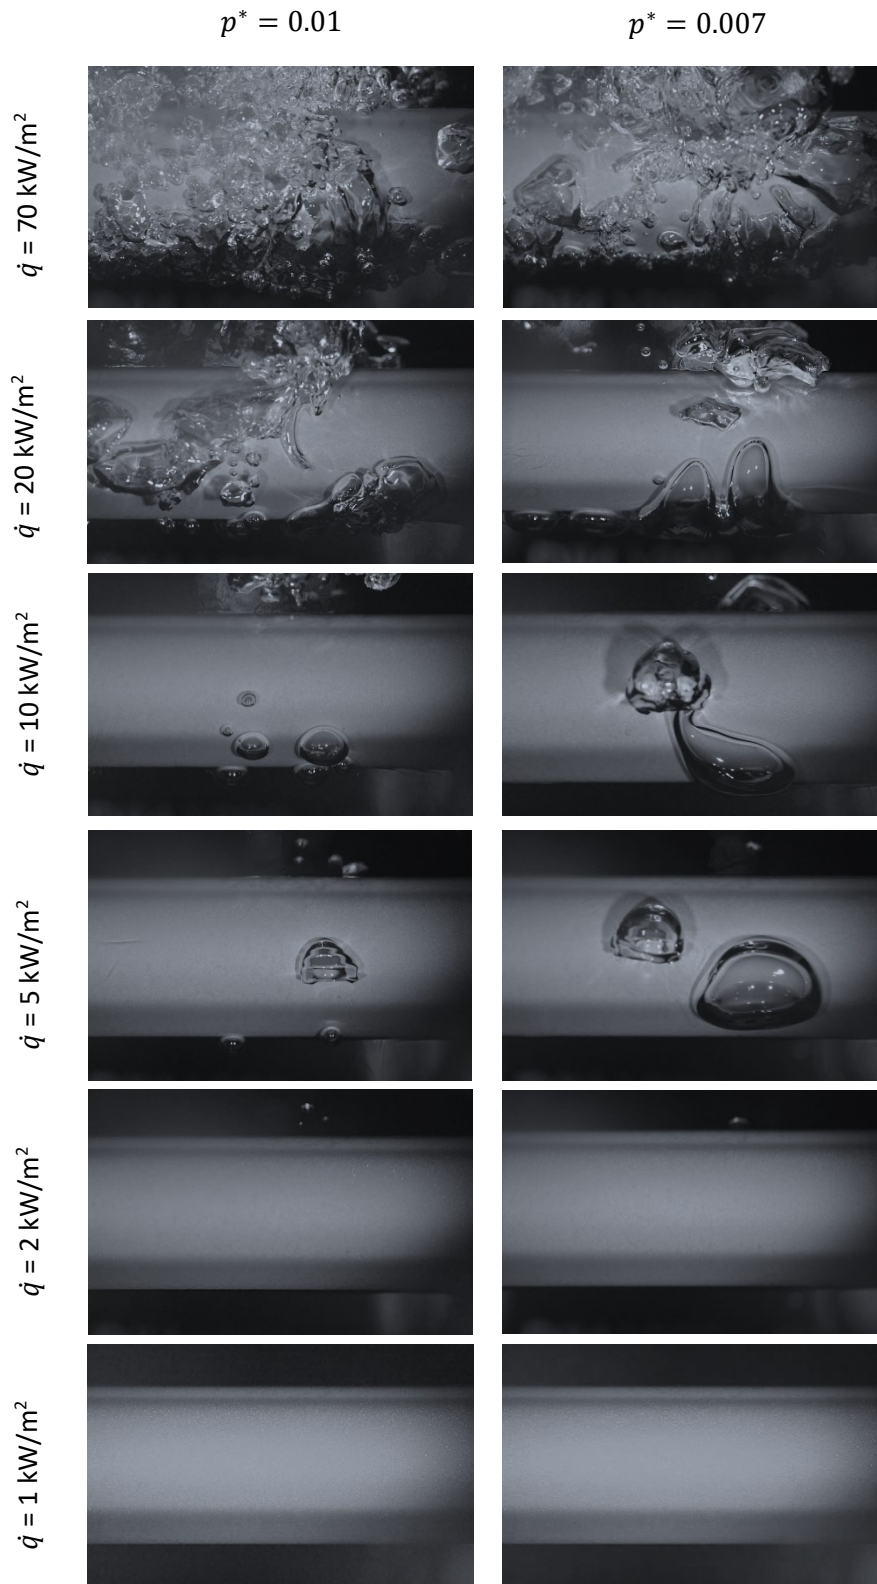 p* = 0.01
p* = 0.007
q̇ = 70 kW/m²
q̇ = 20 kW/m²
q̇ = 10 kW/m²
q̇ = 5 kW/m²
q̇ = 2 kW/m²
q̇ = 1 kW/m²